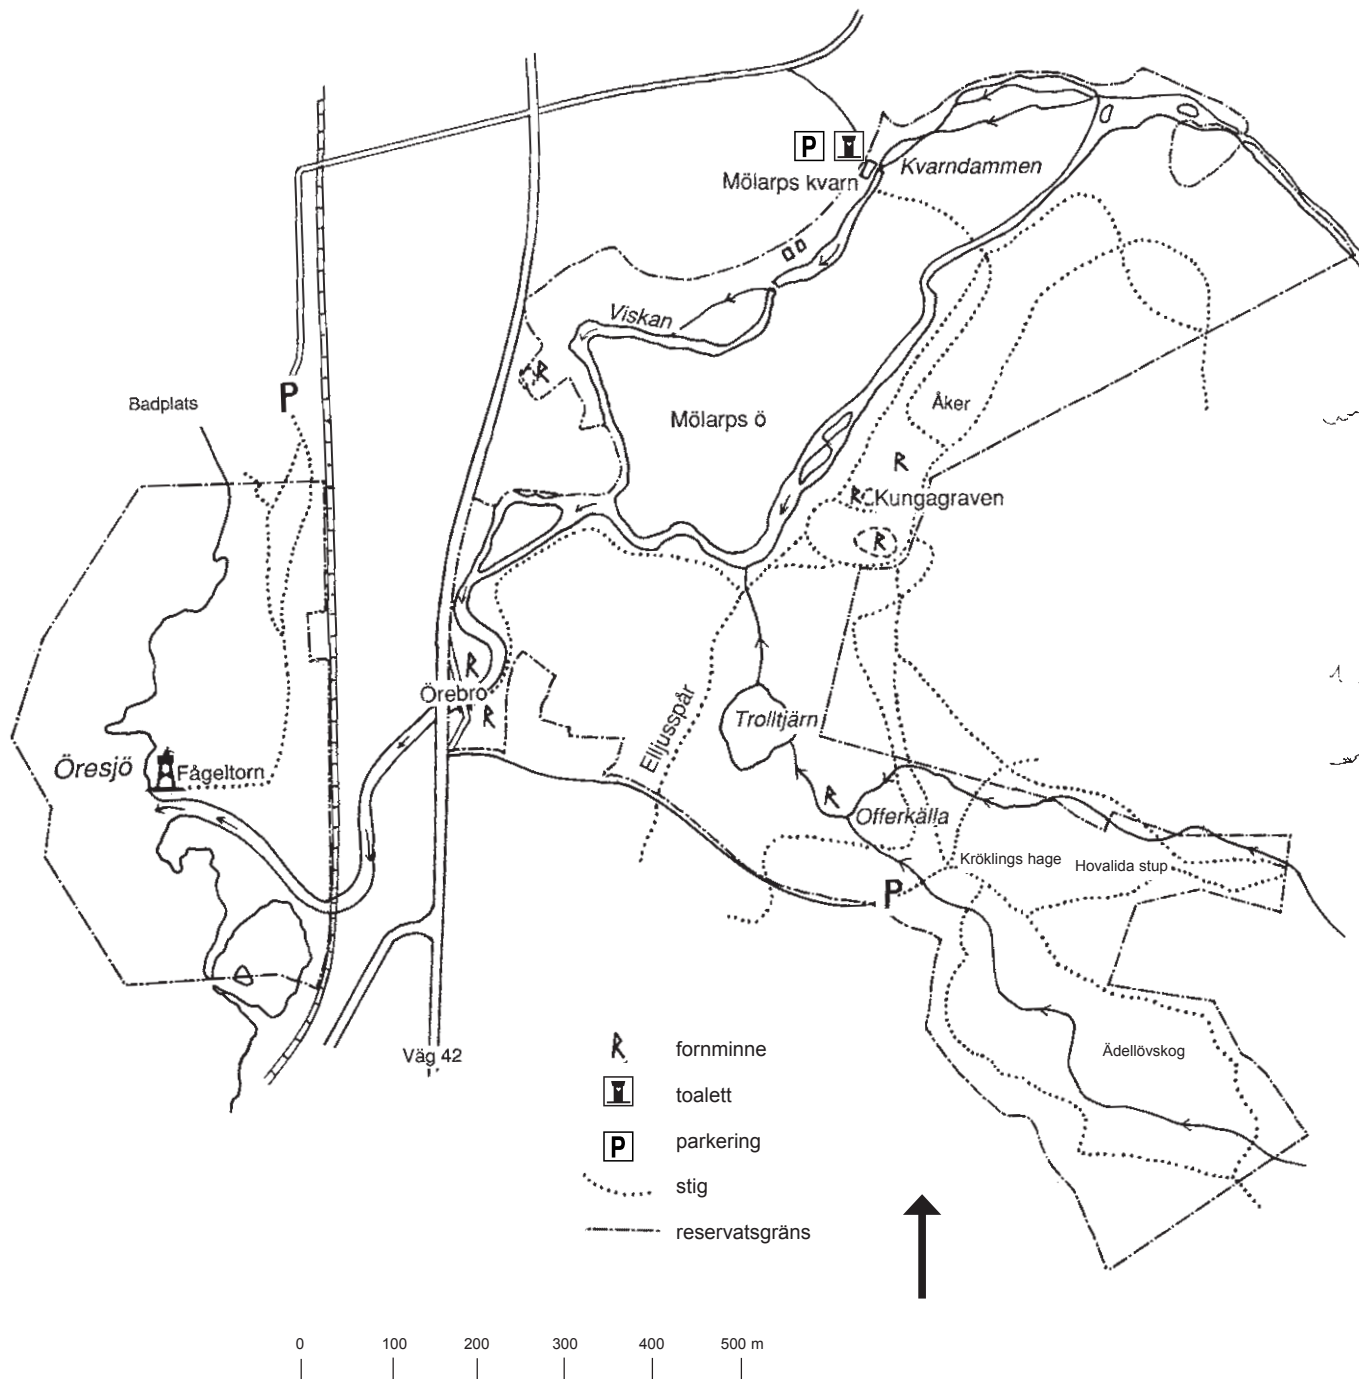 P
Mölarps kvarn
Kvarndammen
Viskan
R
P
Badplats
Mölarps ö
Åker
R
R
Kungagraven
R
R
Örebro
R
Elljusspår
Trolltjärn
Öresjö
Fågeltorn
R
Offerkälla
Kröklings hage
Hovalida stup
P
Väg 42
Ädellövskog
R fornminne
toalett
P parkering
stig
reservatsgräns
0 100 200 300 400 500 m